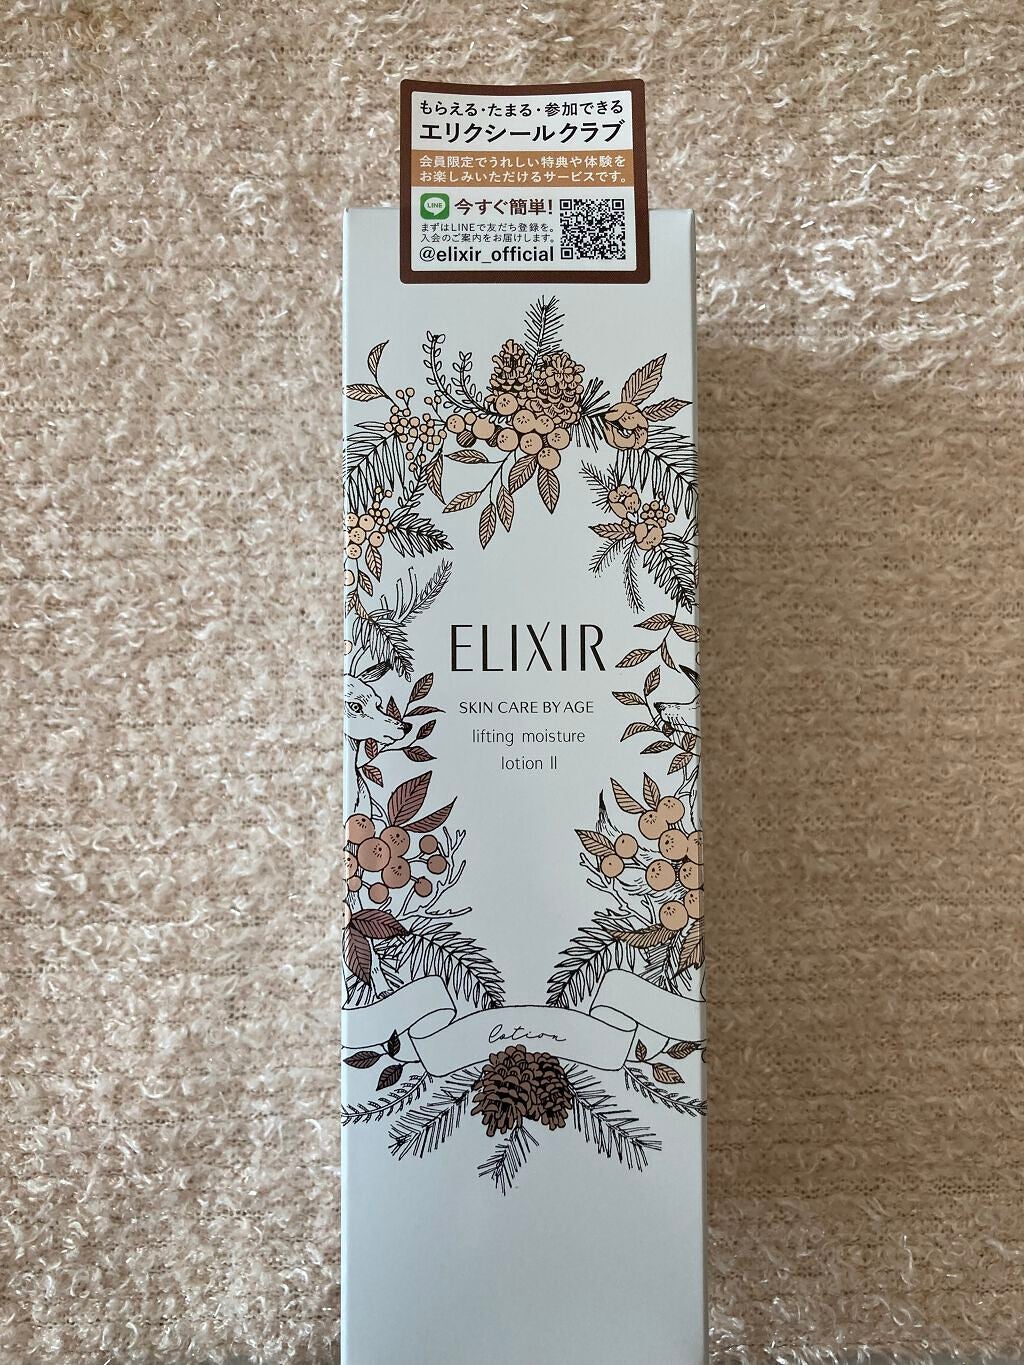 もらえる・たまる・参加できる
エリクシールクラブ
会員限定でうれしい特典や体験を
お楽しみいただけるサービスです。
LINE 今すぐ簡単!
まずはLINEで友だち登録を。
入会のご案内をお届けします。
@elixir_official
ELIXIR
SKIN CARE BY AGE
lifting moisture
lotion II
lotion